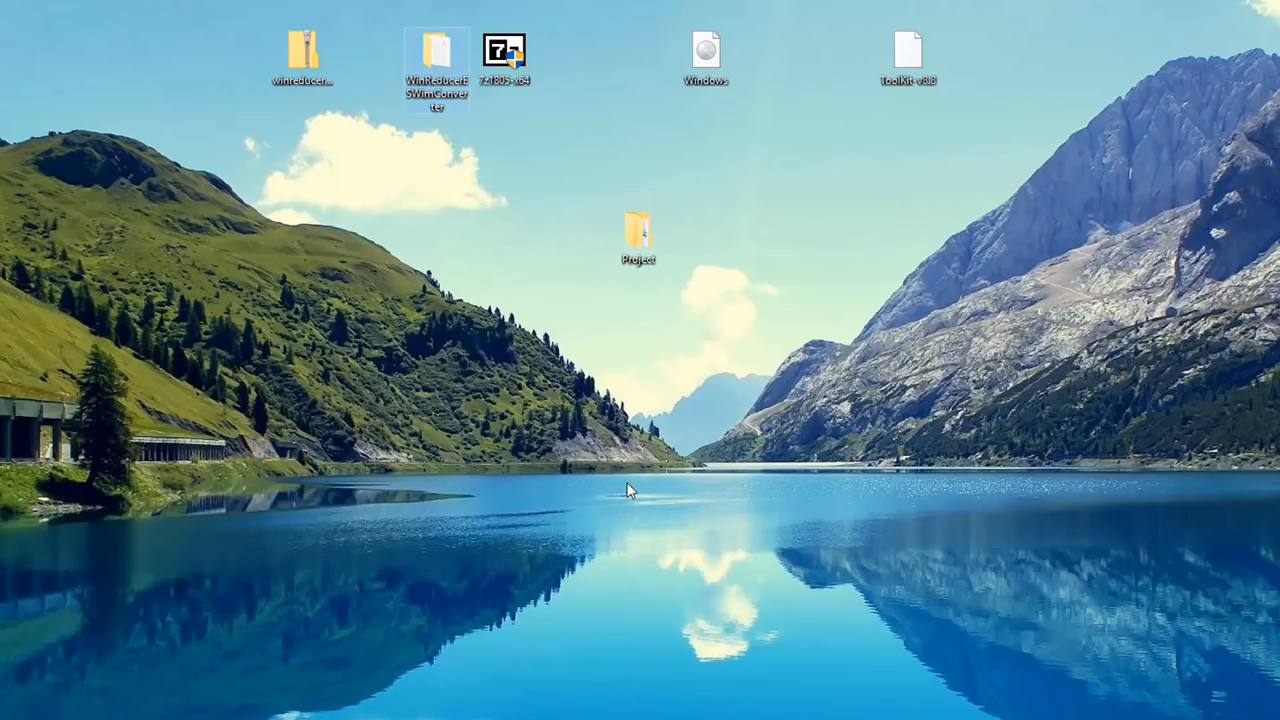 winreducer...
WinReducerE
SWimConver
ter
7z1805-x64
Windows
ToolKit-v8.8
Project